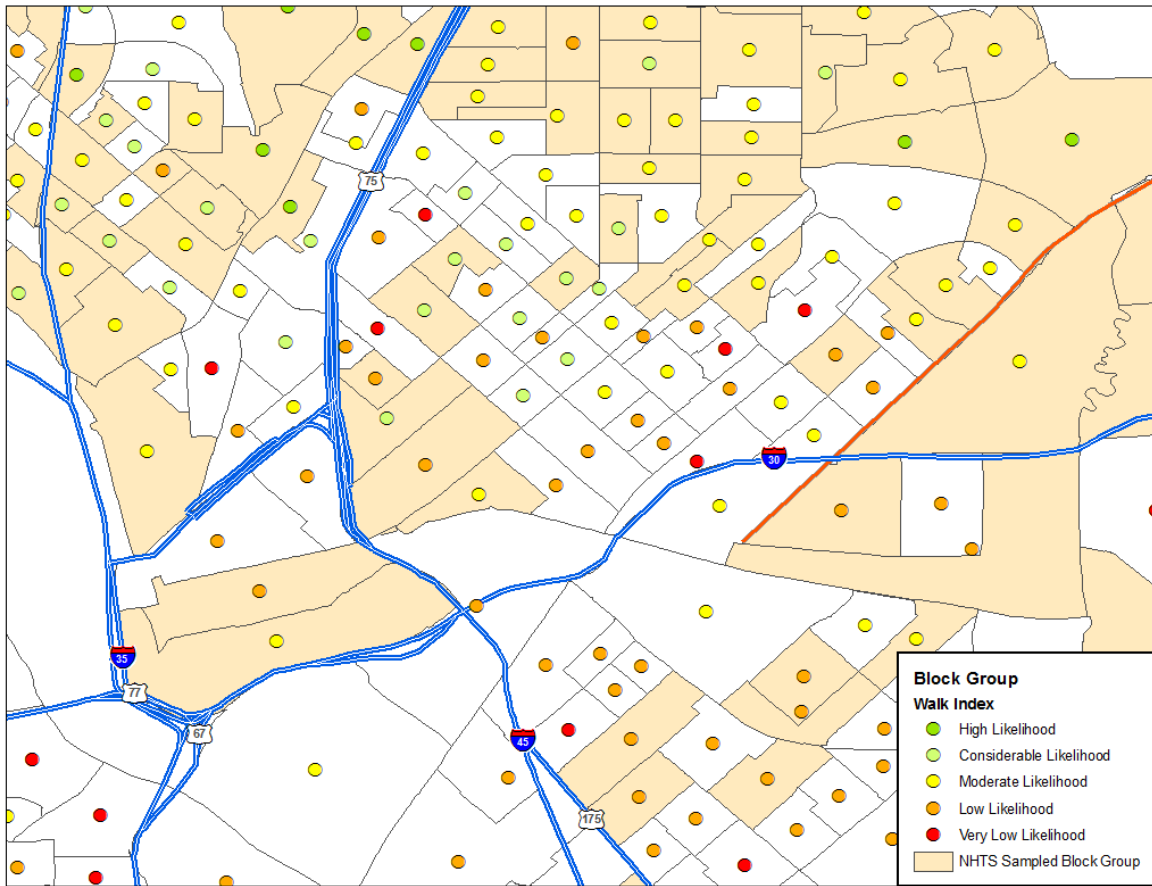 75
30
35
77
67
45
175
Block Group
Walk Index
High Likelihood
Considerable Likelihood
Moderate Likelihood
Low Likelihood
Very Low Likelihood
NHTS Sampled Block Group